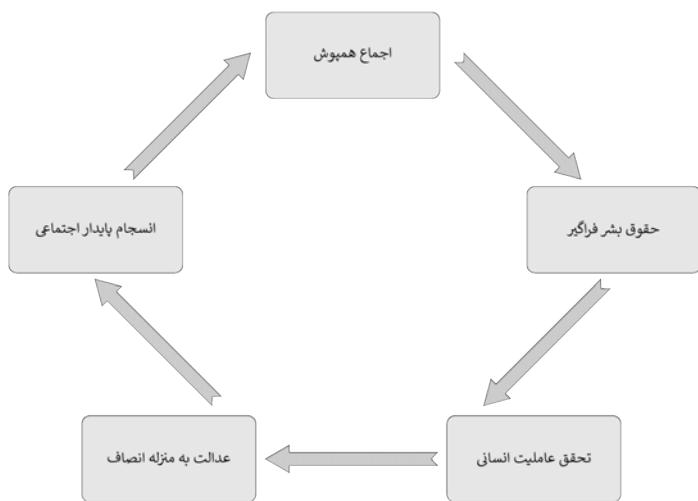 اجماع همپوش
حقوق بشر فراگیر
تحقق عاملیت انسانی
عدالت به منزله انصاف
انسجام پایدار اجتماعی